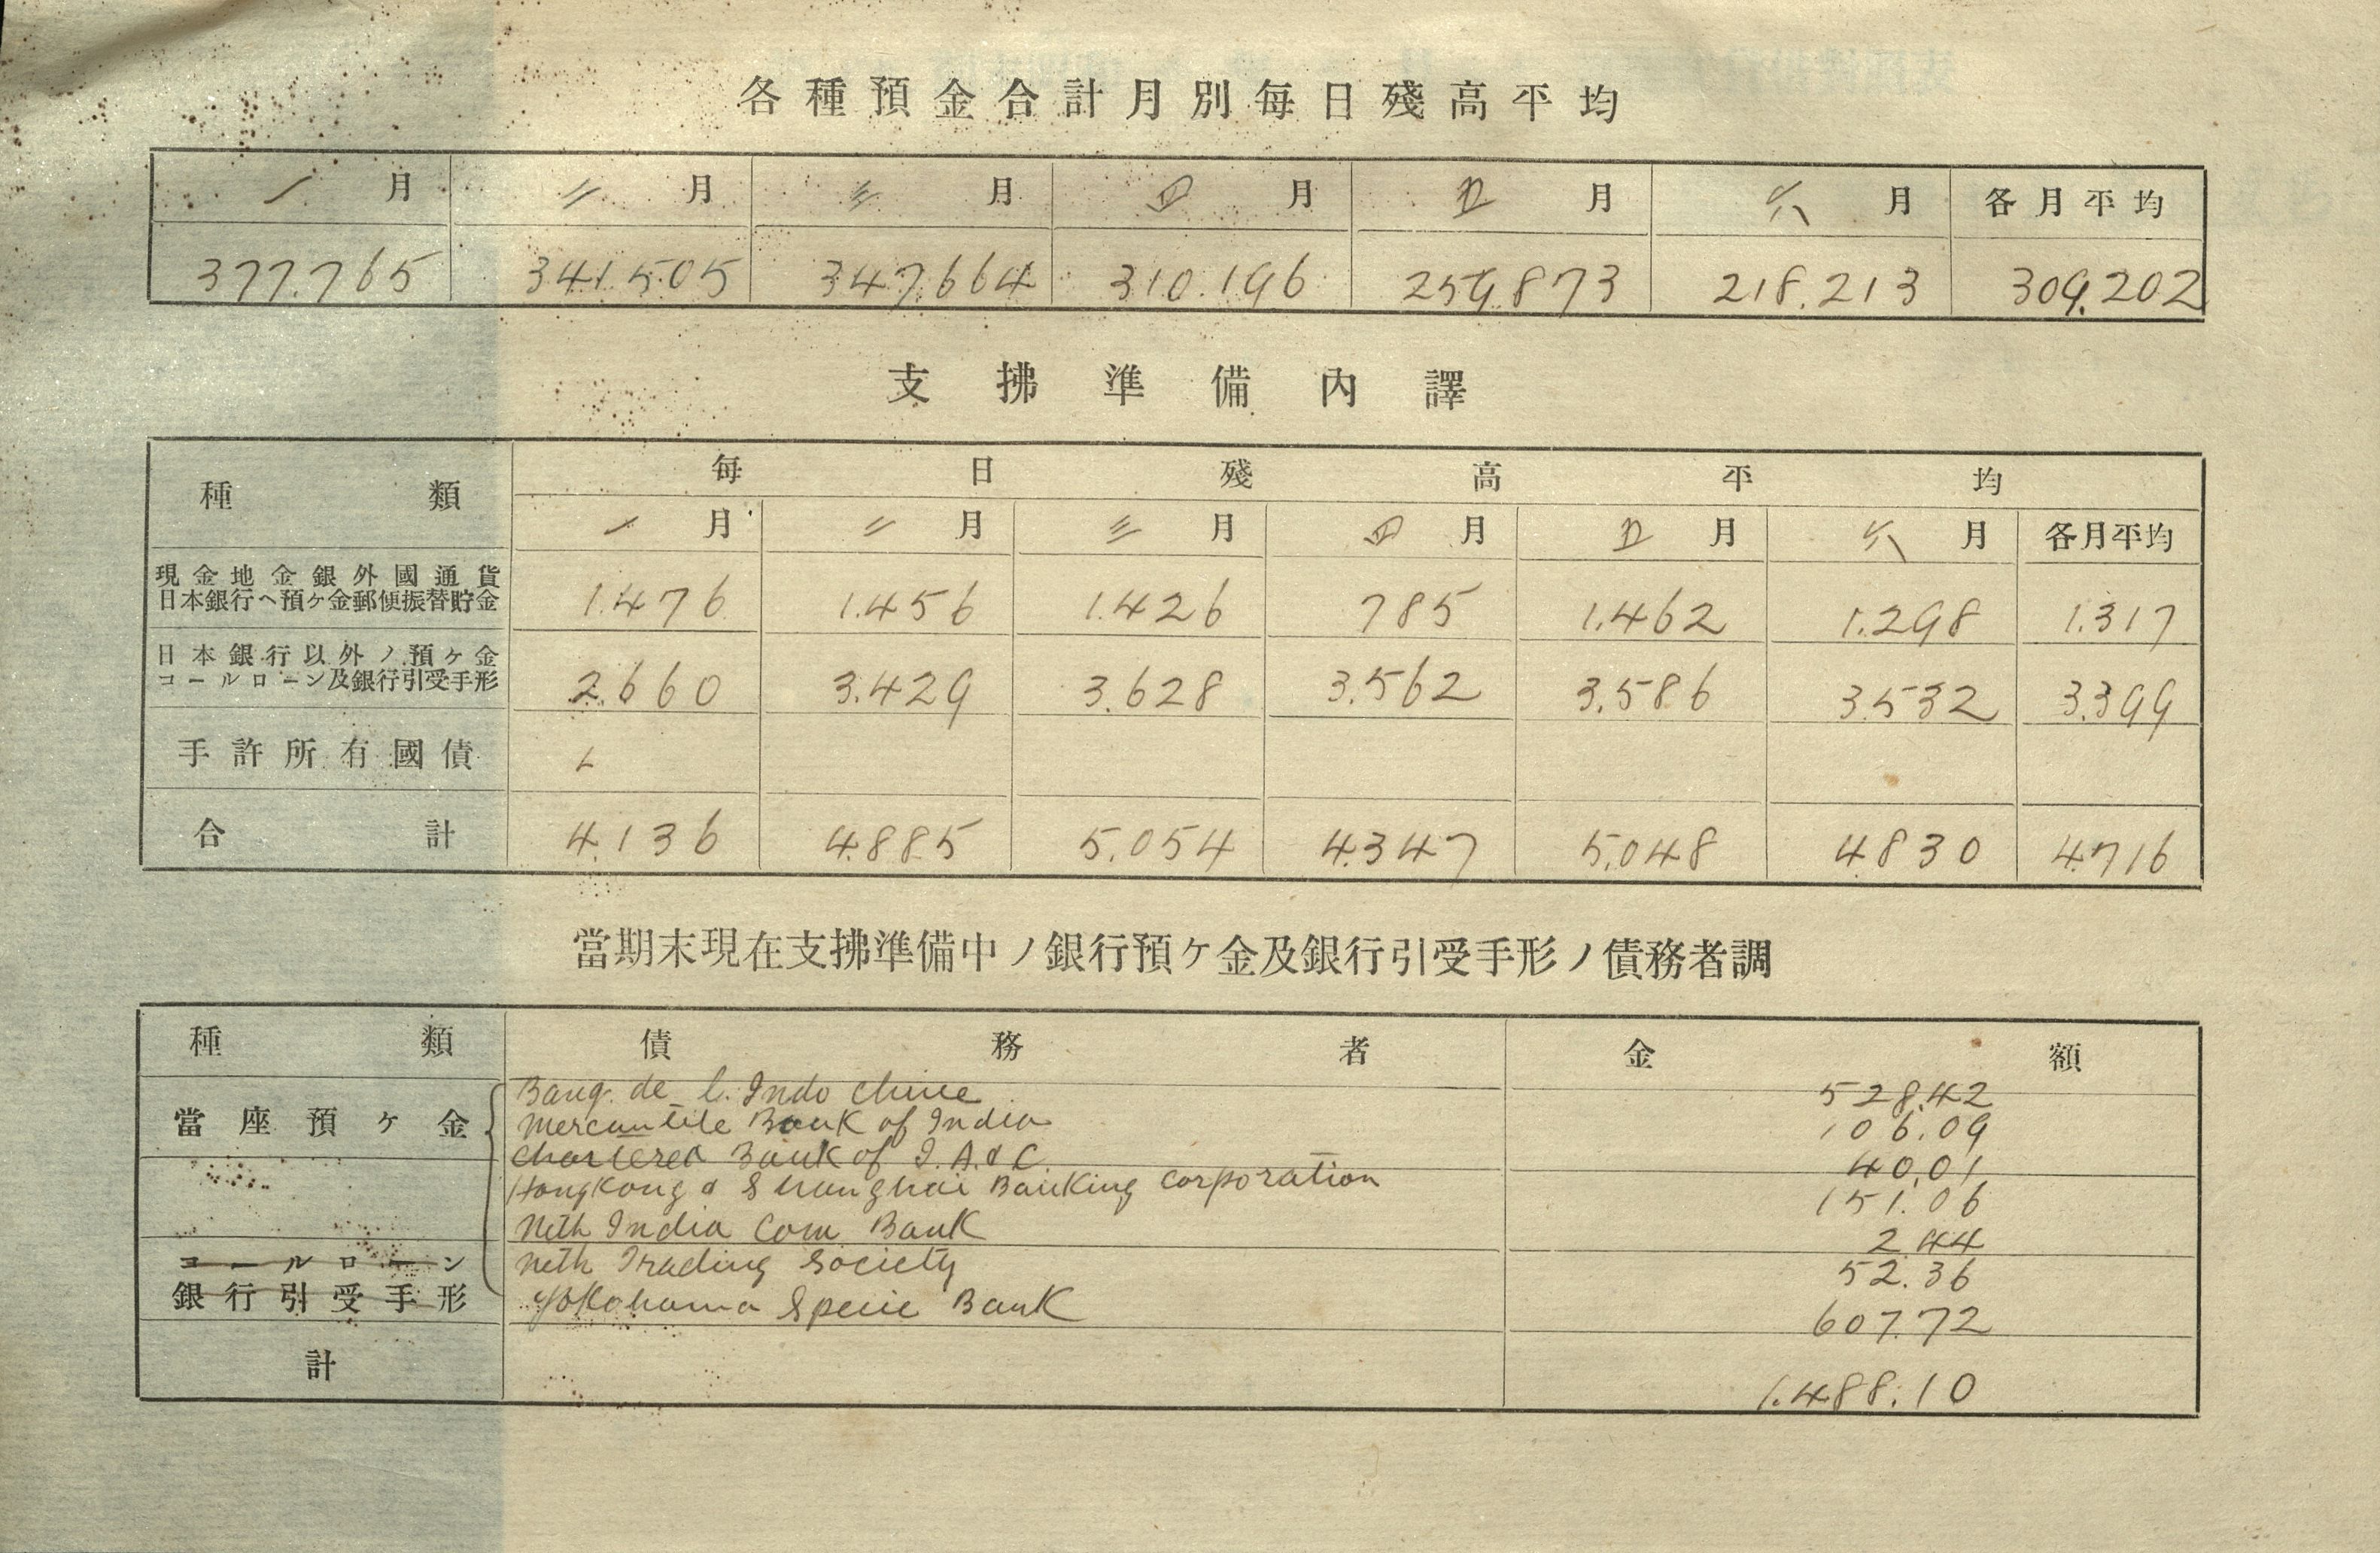 各種預金合計月別每日殘高平均
一月 二月 三月 四月 五月 六月 各月平均
377.765 341.505 347.664 310.196 259.873 218.213 309.202
支拂準備內譯
種類 每日殘高平均
一月 二月 三月 四月 五月 六月 各月平均
現金地金銀外國通貨
日本銀行ヘ預ケ金郵便振替貯金 1.476 1.456 1.426 785 1.462 1.298 1.317
日本銀行以外ノ預ケ金
コールローン及銀行引受手形 2.660 3.429 3.628 3.562 3.586 3.532 3.399
手許所有國債
合計 4.136 4.885 5.054 4.347 5.048 4.830 4.716
當期末現在支拂準備中ノ銀行預ケ金及銀行引受手形ノ債務者調
種類 債務者 金額
當座預ケ金
Banq. de l. Indo chine 528.42
Mercantile Bank of India 106.09
Chartered Bank of I. A. & C. 40.01
Hongkong & Shanghai Banking Corporation 151.06
Neth India Com Bank 2.44
コールローン
Neth Trading Society 52.36
銀行引受手形
Yokohama Specie Bank 607.72
計 1.488.10